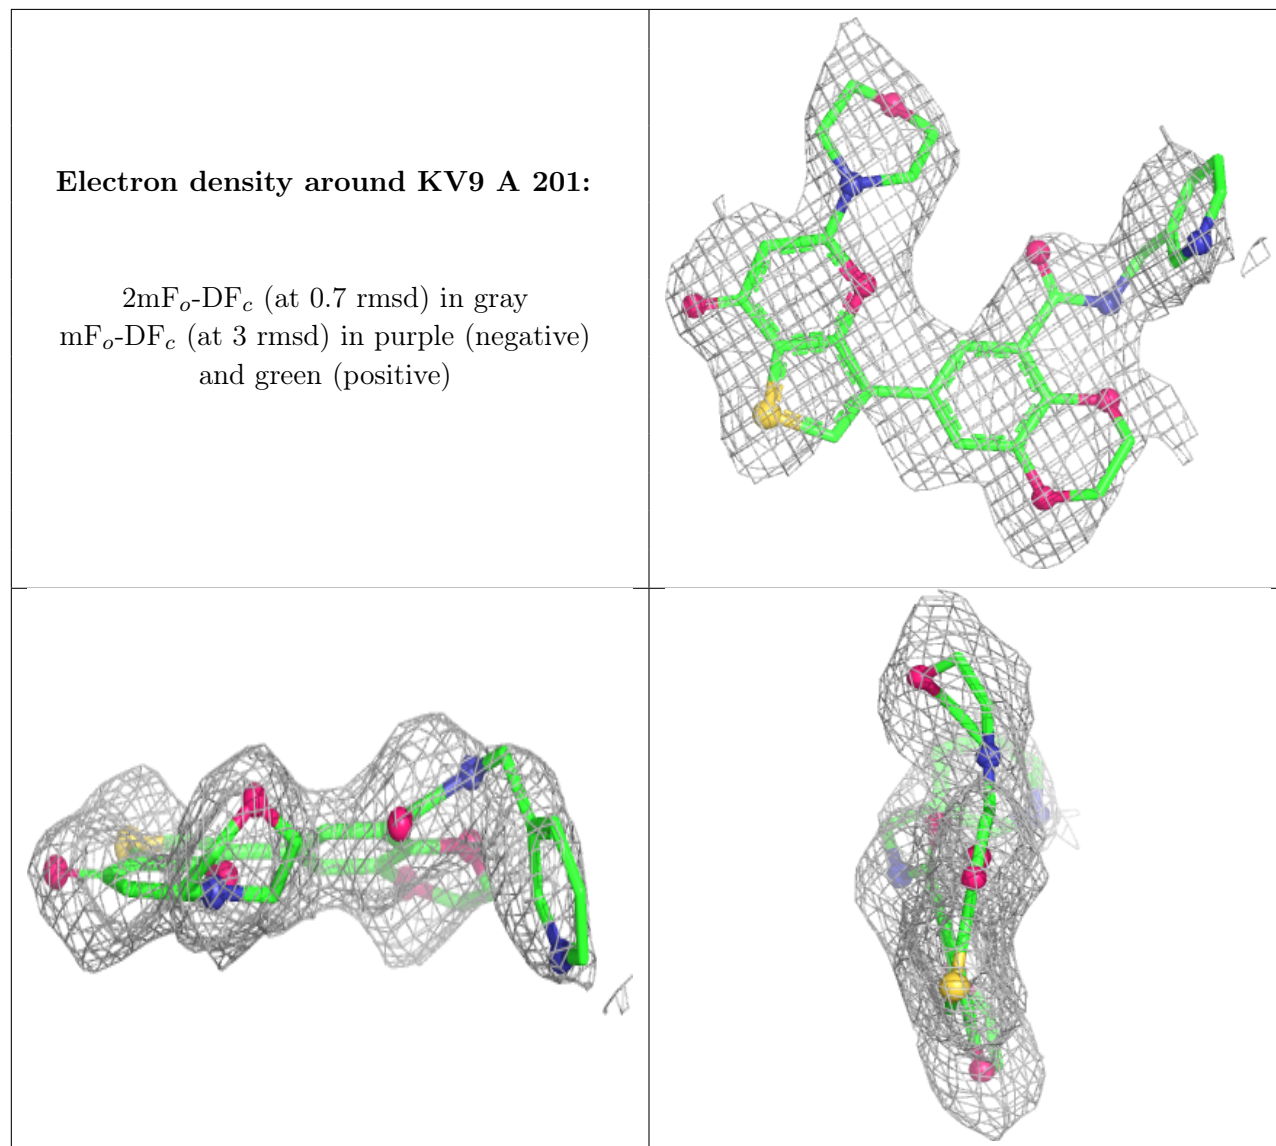 Electron density around KV9 A 201:
2mFo-DFc (at 0.7 rmsd) in gray
mFo-DFc (at 3 rmsd) in purple (negative)
and green (positive)